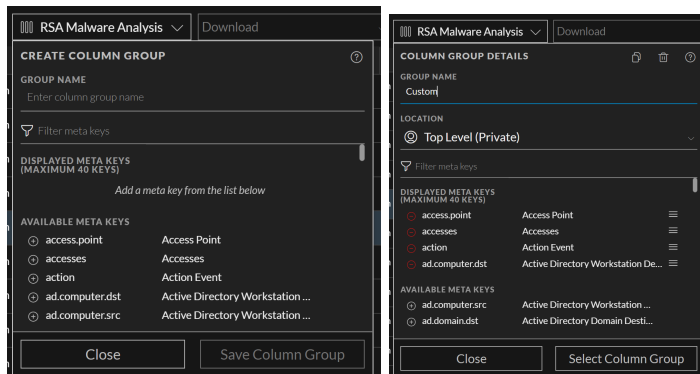 RSA Malware Analysis
Download
CREATE COLUMN GROUP
GROUP NAME
Enter column group name
Filter meta keys
DISPLAYED META KEYS
(MAXIMUM 40 KEYS)
Add a meta key from the list below
AVAILABLE META KEYS
access.point Access Point
accesses Accesses
action Action Event
ad.computer.dst Active Directory Workstation ...
ad.computer.src Active Directory Workstation ...
Close
Save Column Group
RSA Malware Analysis
Download
COLUMN GROUP DETAILS
GROUP NAME
Custom
LOCATION
Top Level (Private)
Filter meta keys
DISPLAYED META KEYS
(MAXIMUM 40 KEYS)
access.point Access Point
accesses Accesses
action Action Event
ad.computer.dst Active Directory Workstation De...
AVAILABLE META KEYS
ad.computer.src Active Directory Workstation ...
ad.domain.dst Active Directory Domain Desti...
Close
Select Column Group